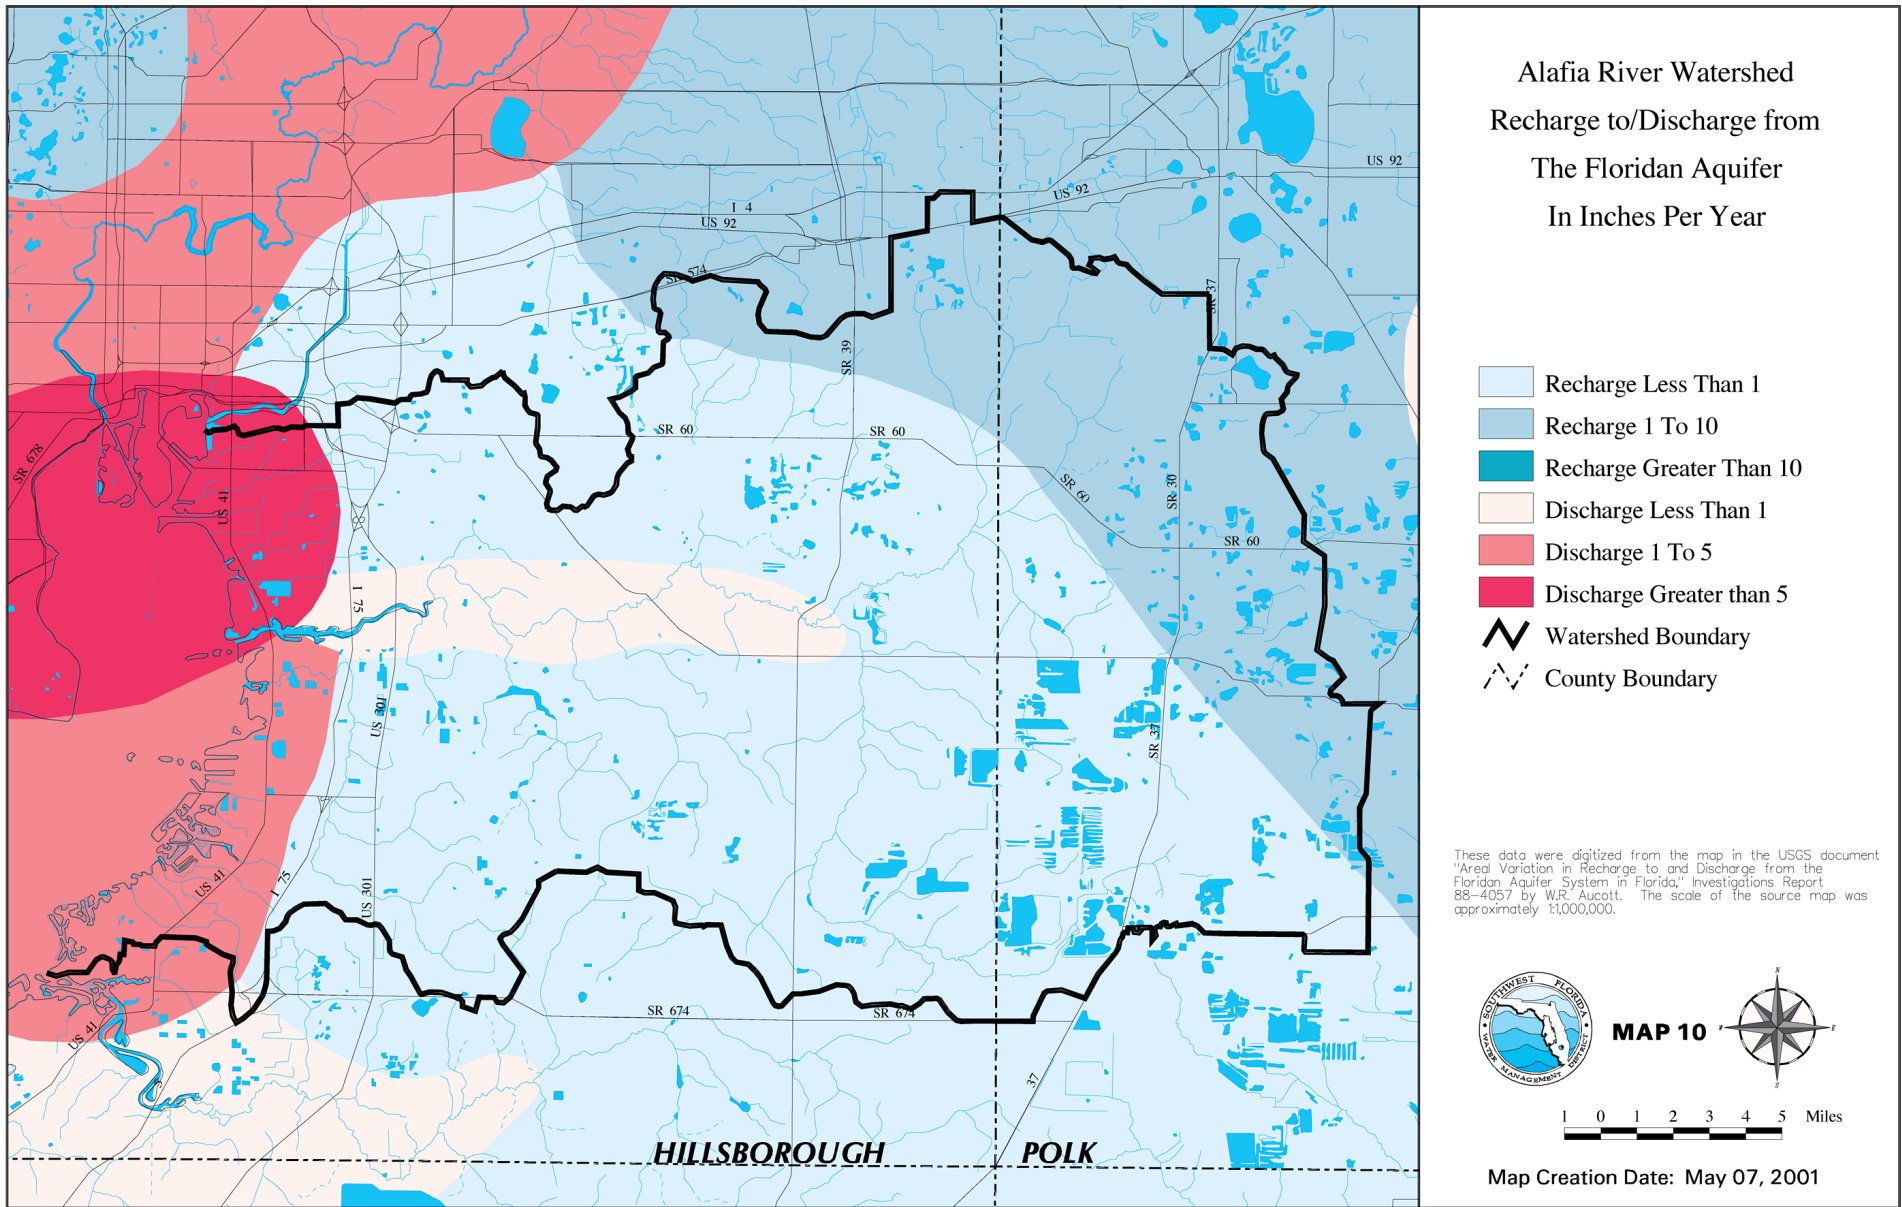 Alafia River Watershed
Recharge to/Discharge from
The Floridan Aquifer
In Inches Per Year
Recharge Less Than 1
Recharge 1 To 10
Recharge Greater Than 10
Discharge Less Than 1
Discharge 1 To 5
Discharge Greater than 5
Watershed Boundary
County Boundary
These data were digitized from the map in the USGS document
"Areal Variation in Recharge to and Discharge from the
Floridan Aquifer System in Florida," Investigations Report
88-4057 by W.R. Aucott. The scale of the source map was
approximately 1:1,000,000.
SOUTHWEST FLORIDA
WATER MANAGEMENT DISTRICT
MAP 10
N
W
E
S
1 0 1 2 3 4 5 Miles
Map Creation Date: May 07, 2001
US 92
US 92
I 4
US 92
SR 574
SR 37
SR 39
SR 60
SR 60
SR 678
US 41
SR 60
SR 30
SR 60
I 75
US 301
SR 37
US 41
I 75
US 301
SR 674
SR 674
US 41
37
HILLSBOROUGH
POLK